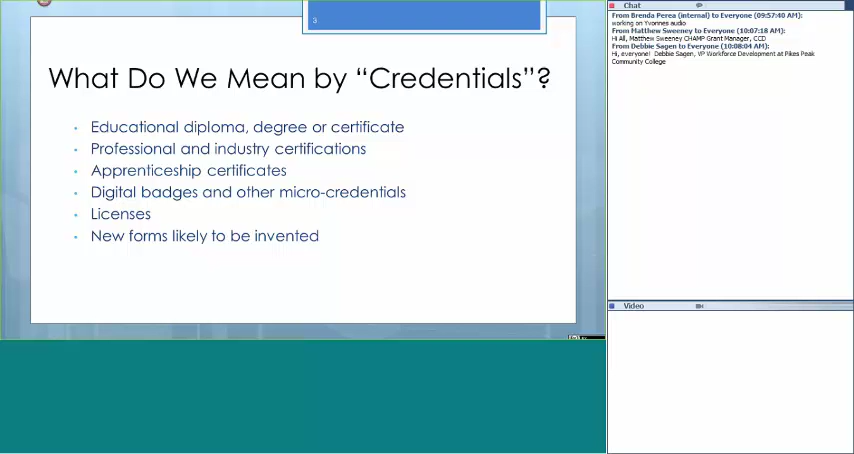 3
What Do We Mean by “Credentials”?
• Educational diploma, degree or certificate
• Professional and industry certifications
• Apprenticeship certificates
• Digital badges and other micro-credentials
• Licenses
• New forms likely to be invented
Chat
From Brenda Perea (internal) to Everyone (09:57:40 AM):
working on Yvonnes audio
From Matthew Sweeney to Everyone (10:07:18 AM):
Hi All, Matthew Sweeney CHAMP Grant Manager, CCD
From Debbie Sagen to Everyone (10:08:04 AM):
Hi, everyone! Debbie Sagen, VP Workforce Development at Pikes Peak
Community College
Video